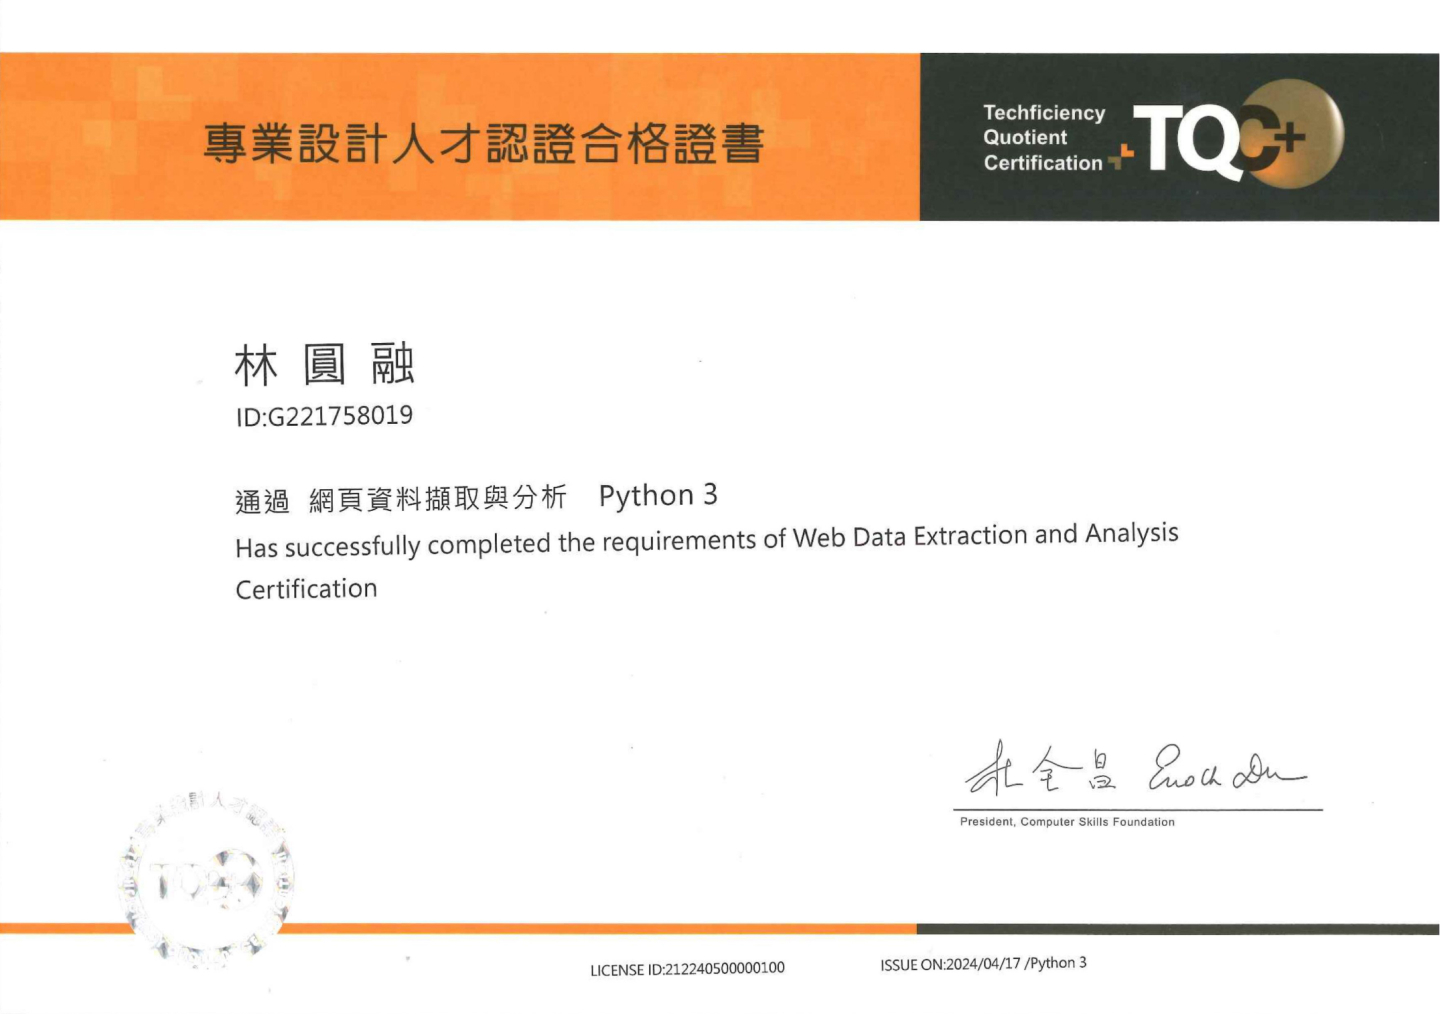 專業設計人才認證合格證書
Techficiency
Quotient
Certification
TQC+
林圓融
ID:G221758019
通過 網頁資料擷取與分析 Python 3
Has successfully completed the requirements of Web Data Extraction and Analysis
Certification
杜全昌 Enoch Du
President, Computer Skills Foundation
LICENSE ID:212240500000100
ISSUE ON:2024/04/17 /Python 3